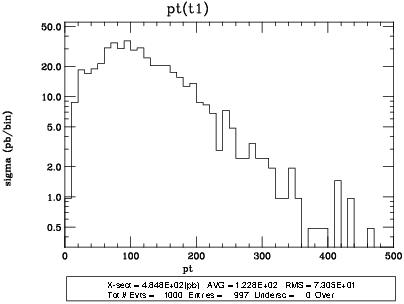 pt(t1)
50.0
20.0
10.0
5.0
2.0
1.0
0.5
sigma (pb/bin)
0 100 200 300 400 500
pt
X-sect = 4.848E+02(pb) AVG = 1.228E+02 RMS = 7.305E+01
Tot # Evts = 1000 Entries = 997 Undersc = 0 Over